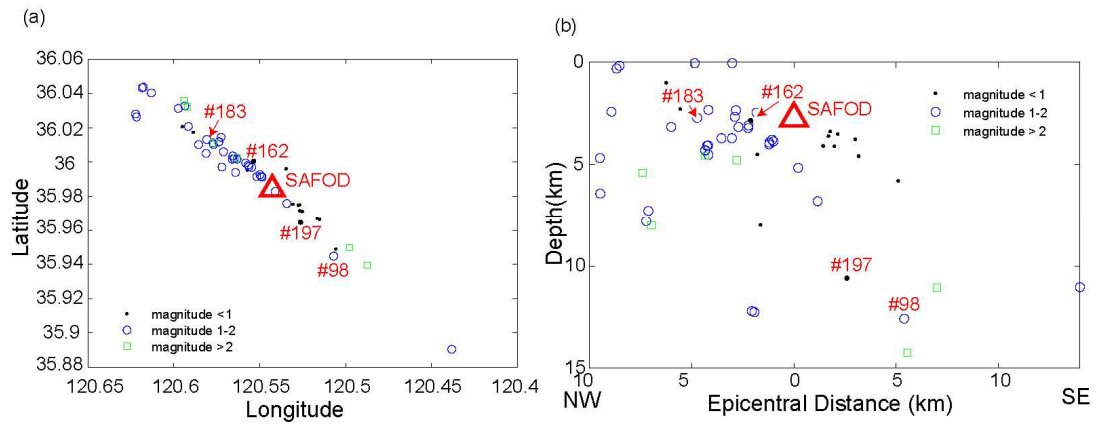 (a)
36.06
36.04
36.02
36
35.98
35.96
35.94
35.92
35.9
35.88
Latitude
#183
#162
SAFOD
#197
#98
magnitude <1
magnitude 1-2
magnitude >2
120.65
120.6
120.55
120.5
120.45
120.4
Longitude
(b)
0
5
10
15
Depth(km)
#183
#162
SAFOD
magnitude <1
magnitude 1-2
magnitude >2
#197
#98
10
5
0
5
10
NW
Epicentral Distance (km)
SE